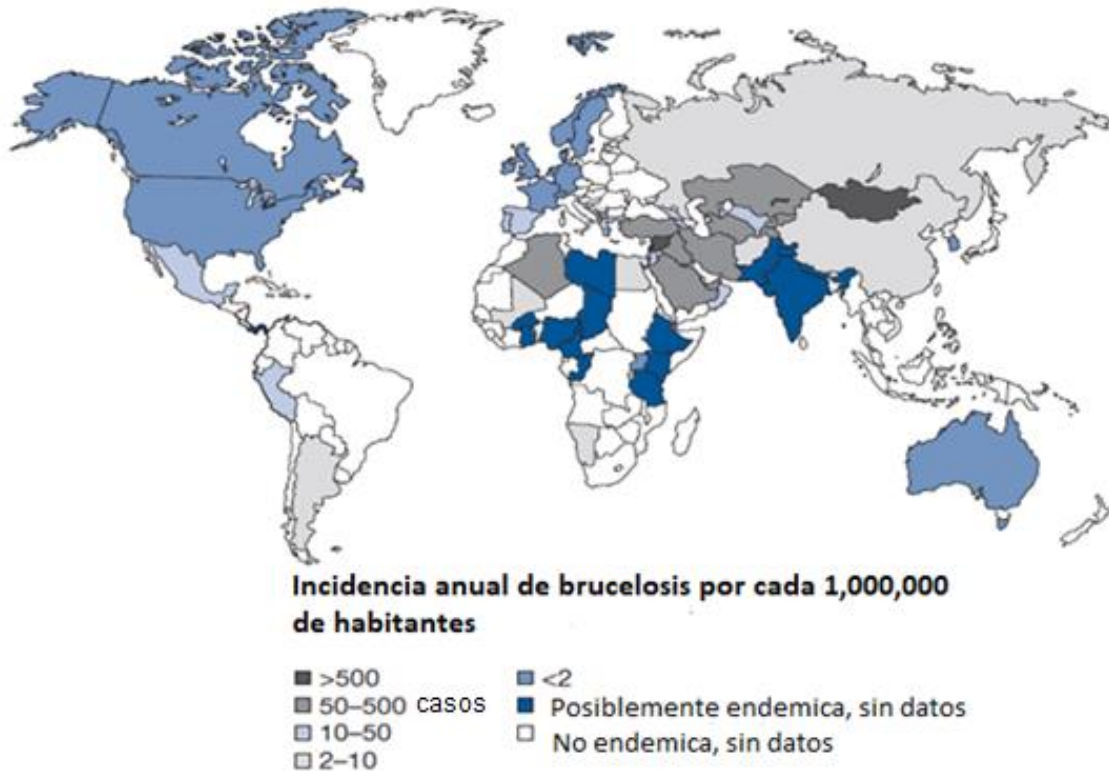 Incidencia anual de brucelosis por cada 1,000,000
de habitantes
>500
50–500 casos
10–50
2–10
<2
Posiblemente endemica, sin datos
No endemica, sin datos